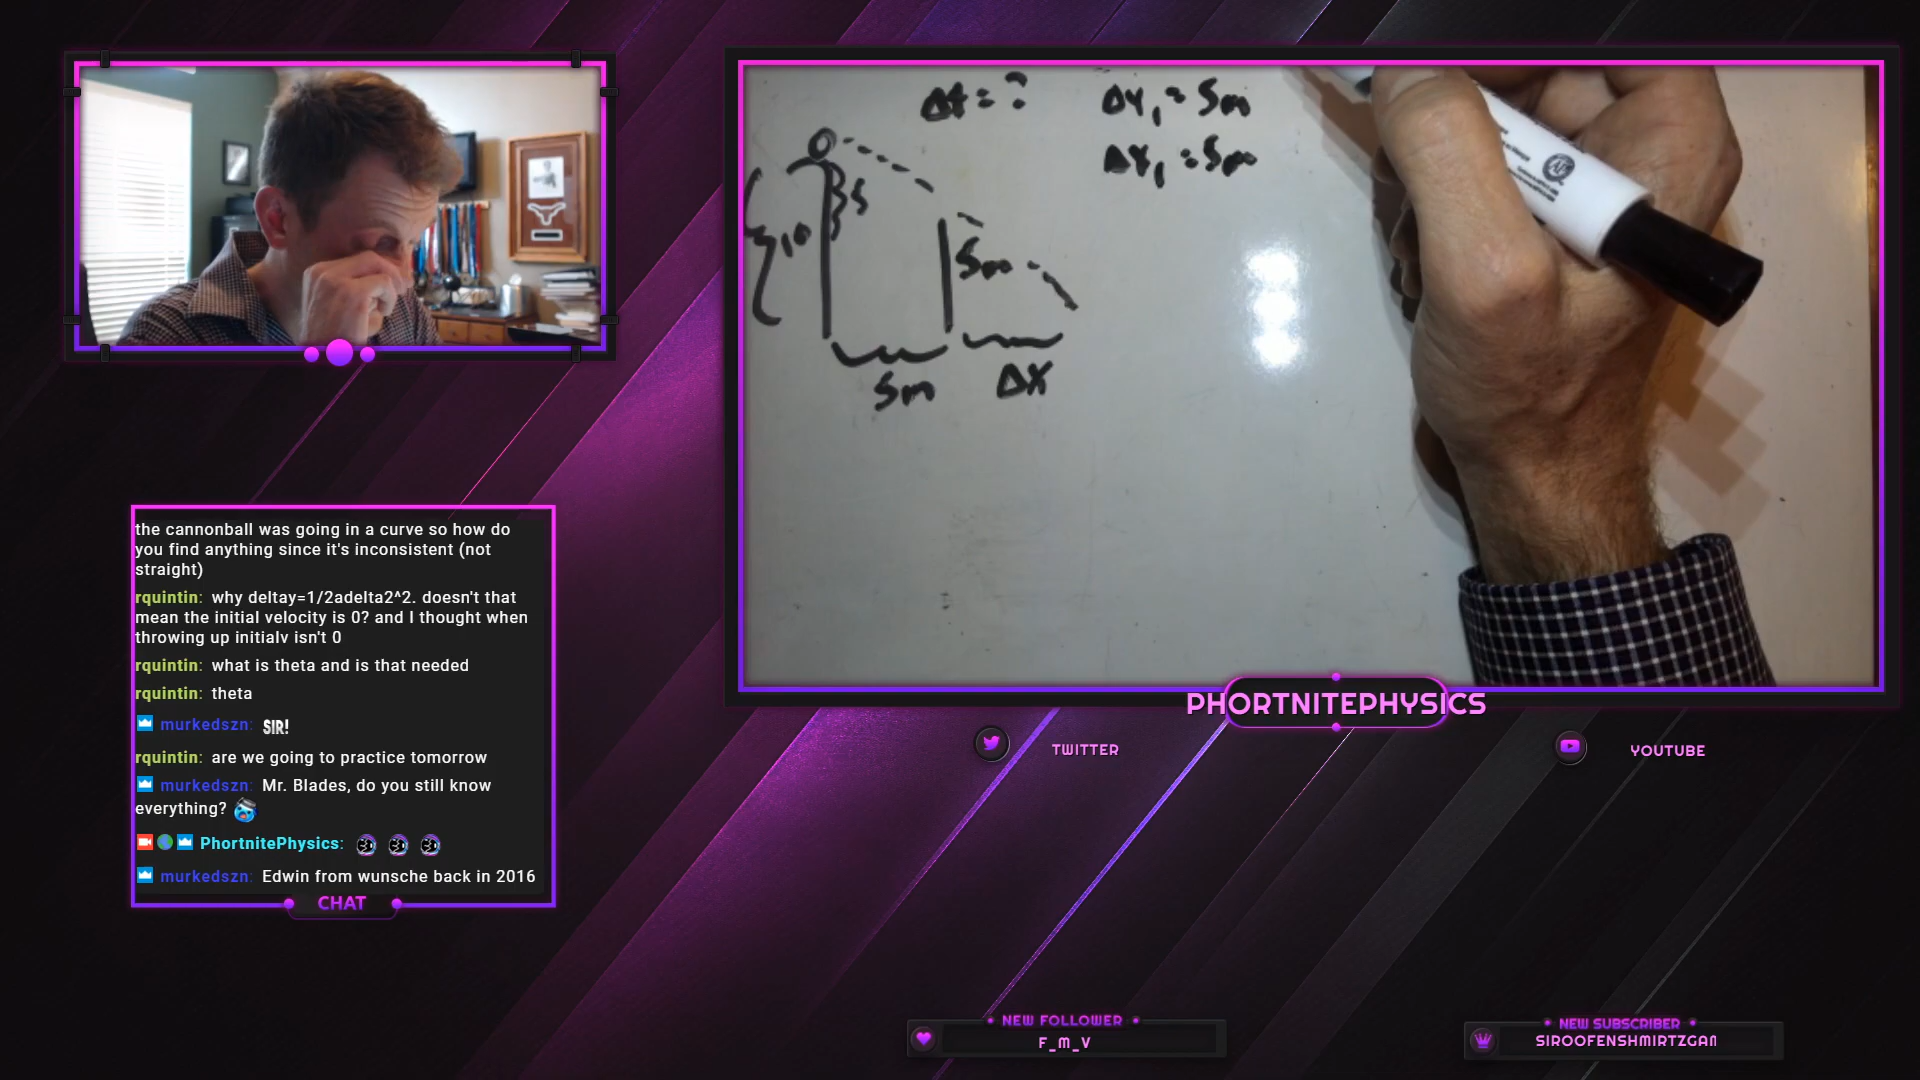 Δt = ?
Δy₁ = 5m
Δx₁ = 5m
10
5
5m
5m
Δx
the cannonball was going in a curve so how do
you find anything since it's inconsistent (not
straight)
rquintin: why deltay=1/2adelta2^2. doesn't that
mean the initial velocity is 0? and I thought when
throwing up initialv isn't 0
rquintin: what is theta and is that needed
rquintin: theta
murkedszn: SIR!
rquintin: are we going to practice tomorrow
murkedszn: Mr. Blades, do you still know
everything?
PhortnitePhysics:
murkedszn: Edwin from wunsche back in 2016
CHAT
PHORTNITEPHYSICS
TWITTER
YOUTUBE
NEW FOLLOWER
F_M_V
NEW SUBSCRIBER
SIROOFENSHMIRTZGAM